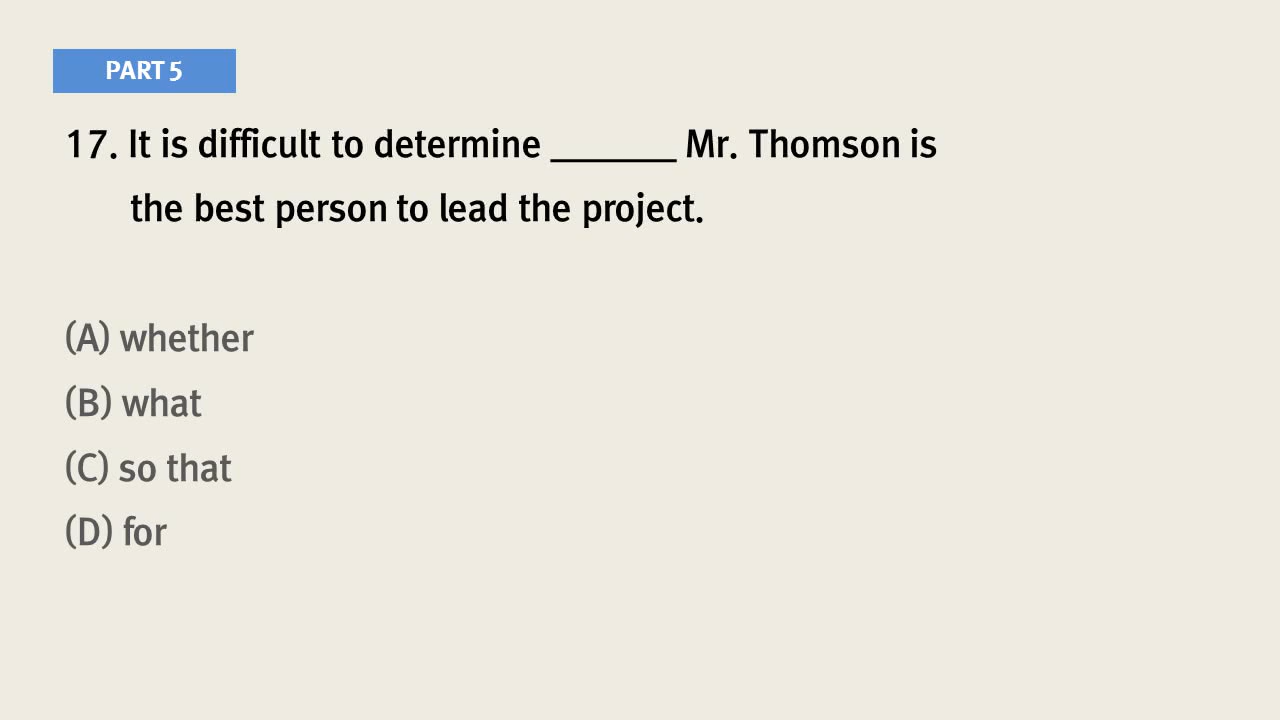 PART 5
17. It is difficult to determine ______ Mr. Thomson is
the best person to lead the project.
(A) whether
(B) what
(C) so that
(D) for